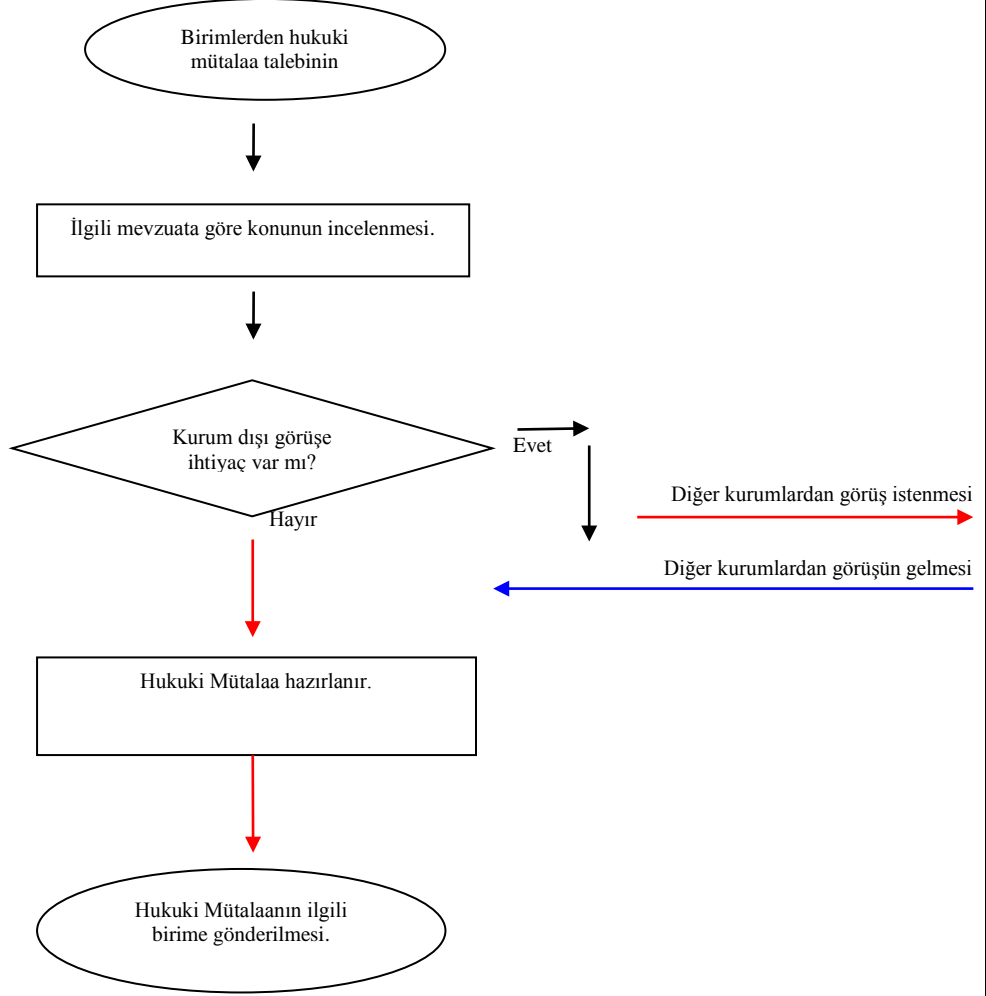 Birimlerden hukuki
mütalaa talebinin
İlgili mevzuata göre konunun incelenmesi.
Kurum dışı görüşe
ihtiyaç var mı?
Evet
Diğer kurumlardan görüş istenmesi
Hayır
Diğer kurumlardan görüşün gelmesi
Hukuki Mütalaa hazırlanır.
Hukuki Mütalaanın ilgili
birime gönderilmesi.